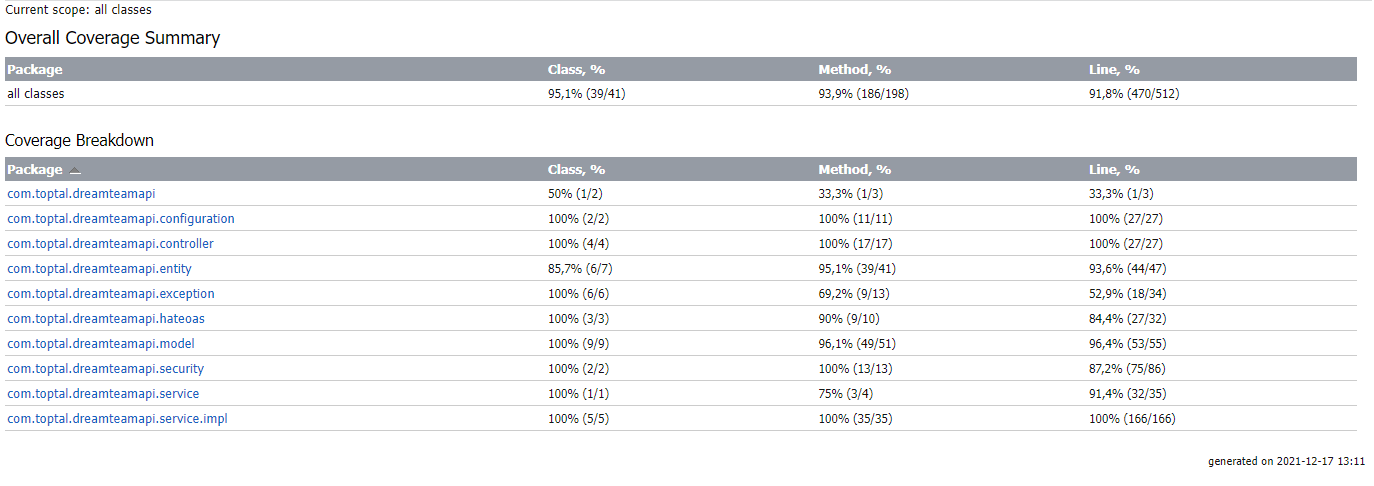 Current scope: all classes
Overall Coverage Summary
Package Class, % Method, % Line, %
all classes 95,1% (39/41) 93,9% (186/198) 91,8% (470/512)
Coverage Breakdown
Package Class, % Method, % Line, %
com.toptal.dreamteamapi 50% (1/2) 33,3% (1/3) 33,3% (1/3)
com.toptal.dreamteamapi.configuration 100% (2/2) 100% (11/11) 100% (27/27)
com.toptal.dreamteamapi.controller 100% (4/4) 100% (17/17) 100% (27/27)
com.toptal.dreamteamapi.entity 85,7% (6/7) 95,1% (39/41) 93,6% (44/47)
com.toptal.dreamteamapi.exception 100% (6/6) 69,2% (9/13) 52,9% (18/34)
com.toptal.dreamteamapi.hateoas 100% (3/3) 90% (9/10) 84,4% (27/32)
com.toptal.dreamteamapi.model 100% (9/9) 96,1% (49/51) 96,4% (53/55)
com.toptal.dreamteamapi.security 100% (2/2) 100% (13/13) 87,2% (75/86)
com.toptal.dreamteamapi.service 100% (1/1) 75% (3/4) 91,4% (32/35)
com.toptal.dreamteamapi.service.impl 100% (5/5) 100% (35/35) 100% (166/166)
generated on 2021-12-17 13:11